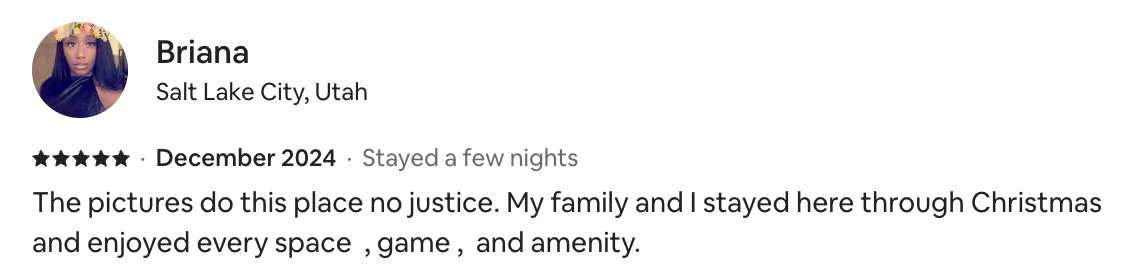 Briana
Salt Lake City, Utah
★★★★★ · December 2024 · Stayed a few nights
The pictures do this place no justice. My family and I stayed here through Christmas
and enjoyed every space  , game ,  and amenity.